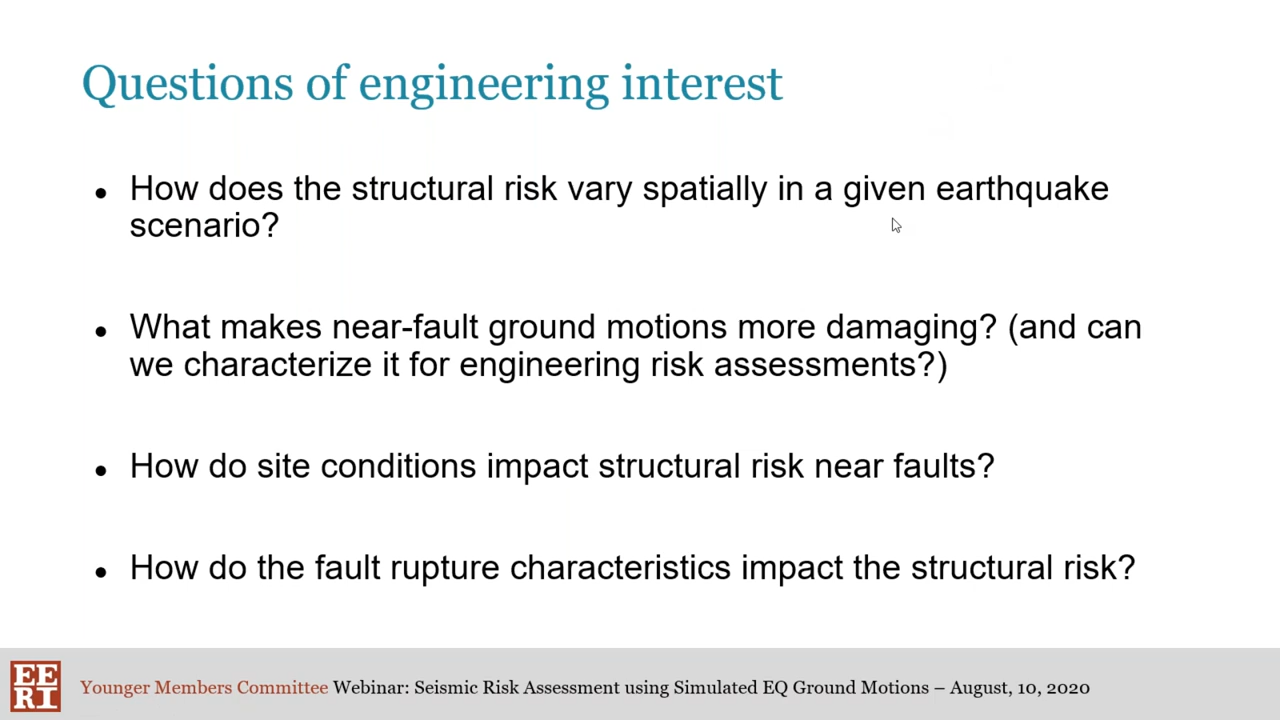 Questions of engineering interest
● How does the structural risk vary spatially in a given earthquake
scenario?
● What makes near-fault ground motions more damaging? (and can
we characterize it for engineering risk assessments?)
● How do site conditions impact structural risk near faults?
● How do the fault rupture characteristics impact the structural risk?
EE
RI
Younger Members Committee Webinar: Seismic Risk Assessment using Simulated EQ Ground Motions – August, 10, 2020